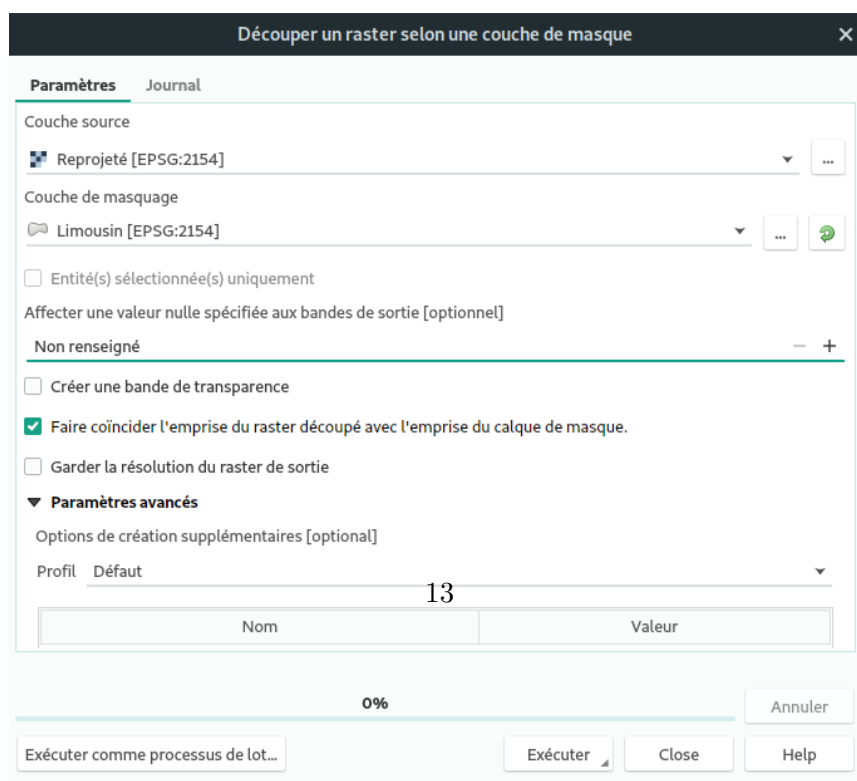 Découper un raster selon une couche de masque
Paramètres Journal
Couche source
Reprojeté [EPSG:2154]
...
Couche de masquage
Limousin [EPSG:2154]
...
Entité(s) sélectionnée(s) uniquement
Affecter une valeur nulle spécifiée aux bandes de sortie [optionnel]
Non renseigné
Créer une bande de transparence
Faire coïncider l'emprise du raster découpé avec l'emprise du calque de masque.
Garder la résolution du raster de sortie
Paramètres avancés
Options de création supplémentaires [optional]
Profil Défaut
13
Nom Valeur
0% Annuler
Exécuter comme processus de lot... Exécuter Close Help